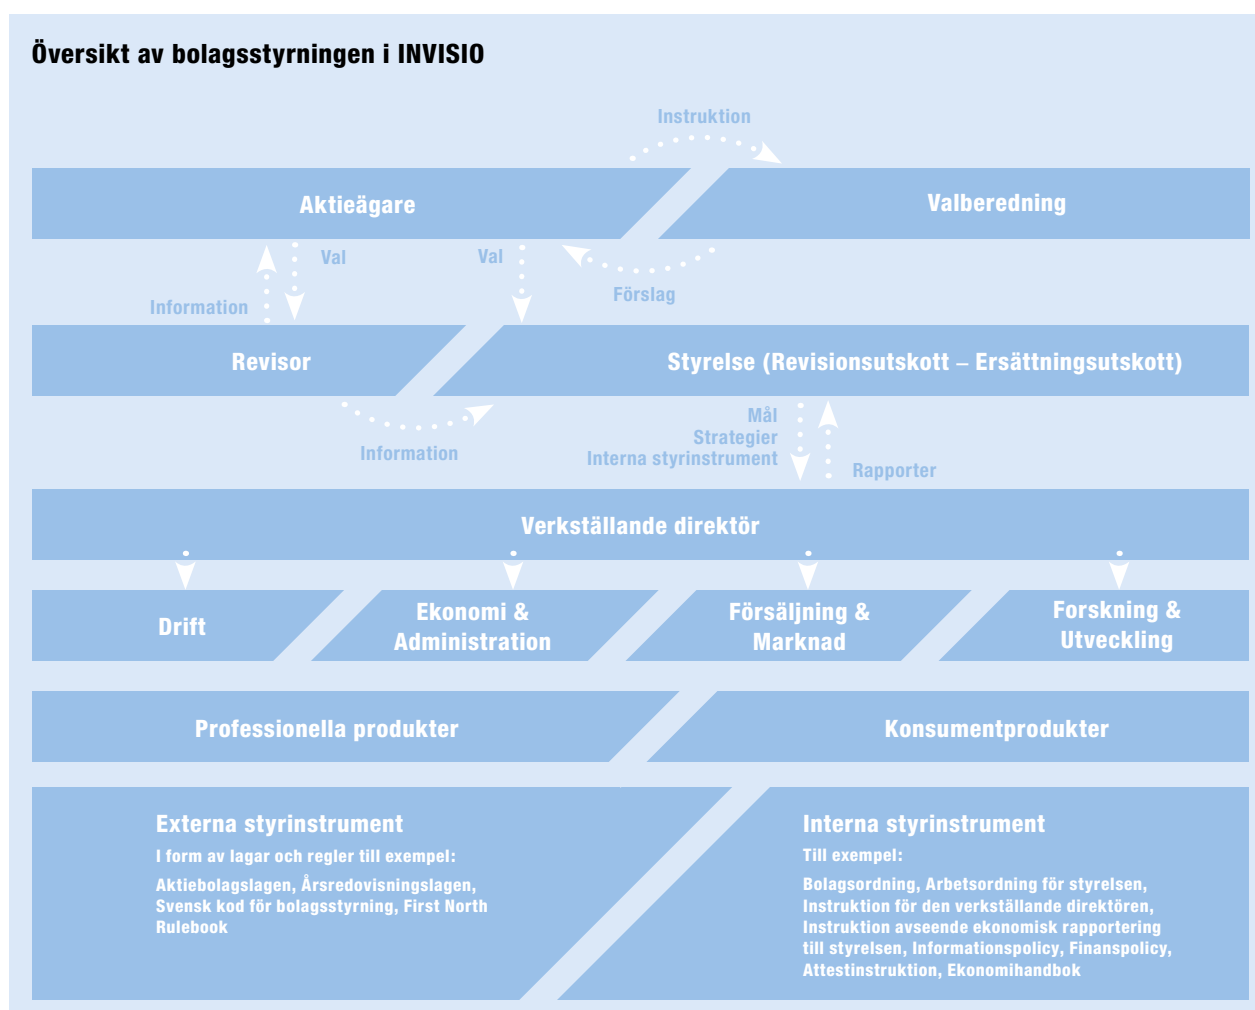 Översikt av bolagsstyrningen i INVISIO
Instruktion
Aktieägare
Valberedning
Val
Val
Information
Förslag
Revisor
Styrelse (Revisionsutskott – Ersättningsutskott)
Information
Mål
Strategier
Interna styrinstrument
Rapporter
Verkställande direktör
Drift
Ekonomi &
Administration
Försäljning &
Marknad
Forskning &
Utveckling
Professionella produkter
Konsumentprodukter
Externa styrinstrument
I form av lagar och regler till exempel:
Aktiebolagslagen, Årsredovisningslagen,
Svensk kod för bolagsstyrning, First North
Rulebook
Interna styrinstrument
Till exempel:
Bolagsordning, Arbetsordning för styrelsen,
Instruktion för den verkställande direktören,
Instruktion avseende ekonomisk rapportering
till styrelsen, Informationspolicy, Finanspolicy,
Attestinstruktion, Ekonomihandbok